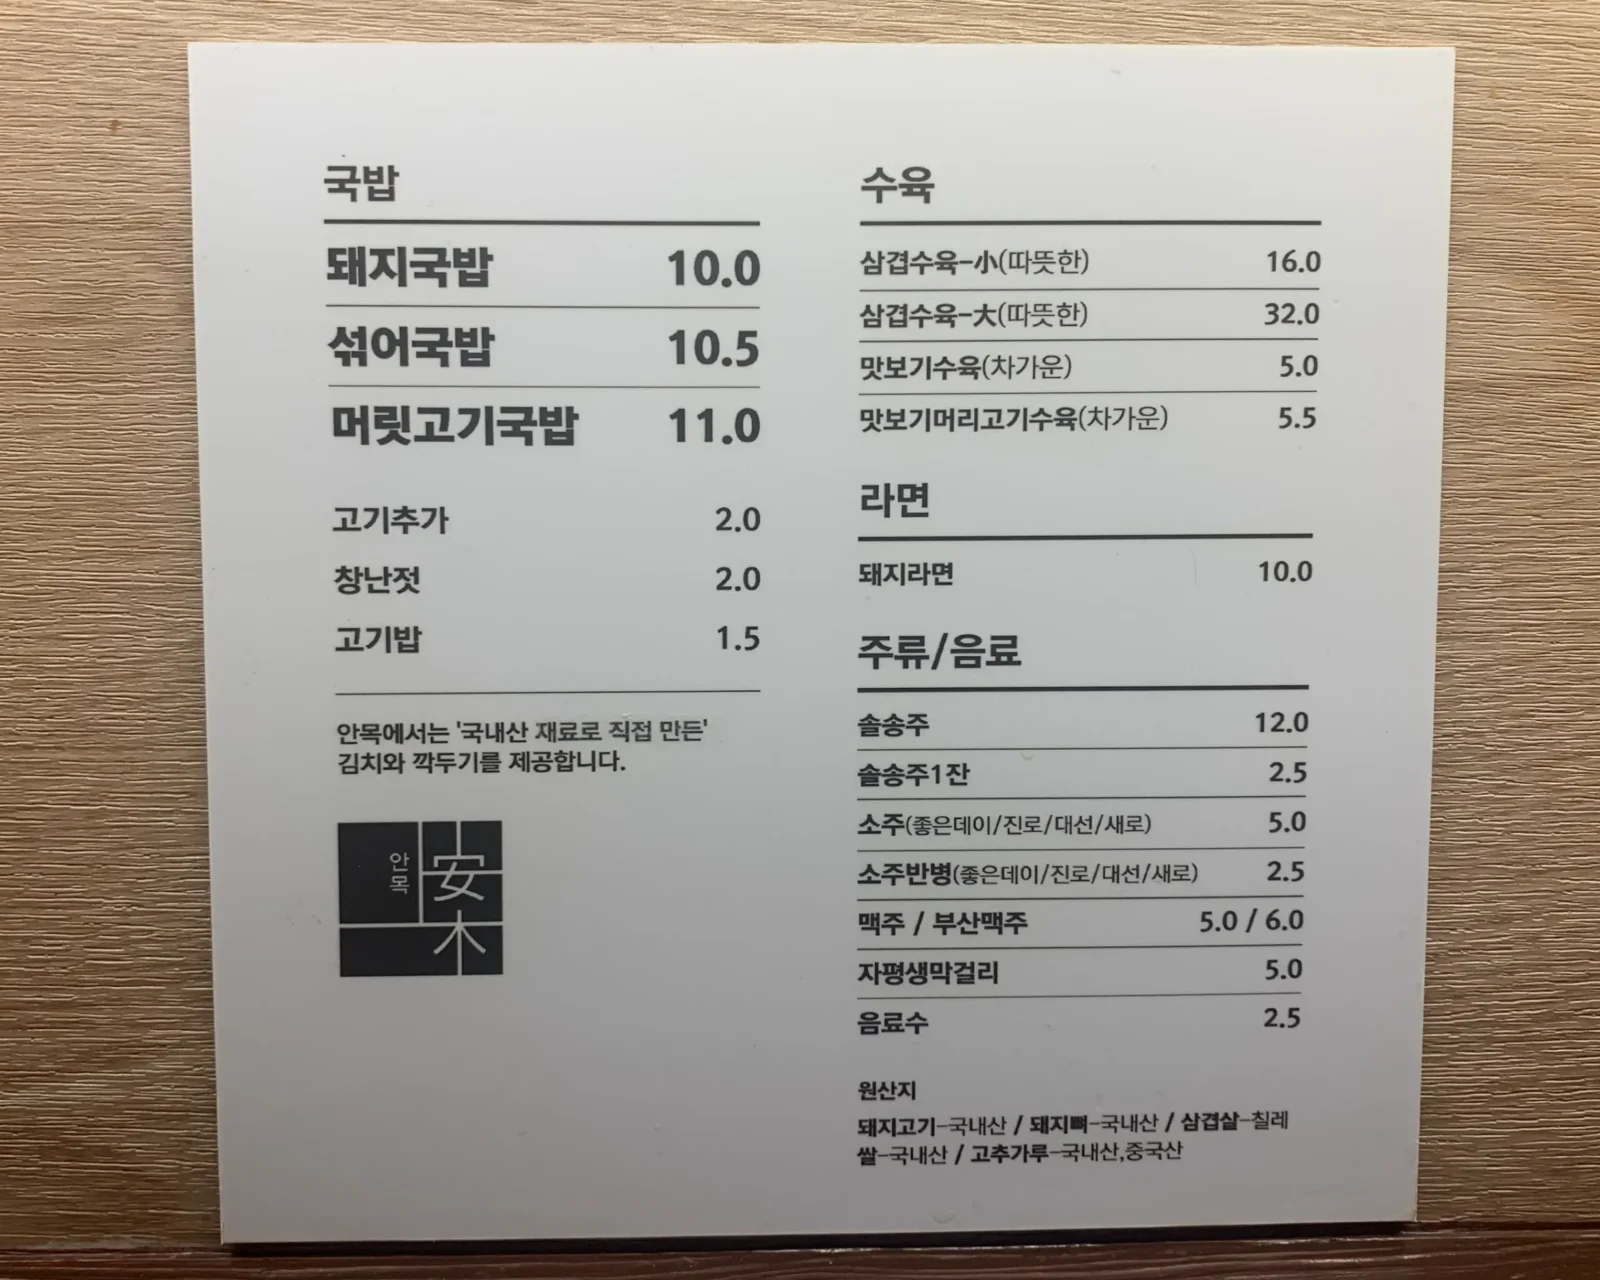 국밥
돼지국밥 10.0
섞어국밥 10.5
머릿고기국밥 11.0
고기추가 2.0
창난젓 2.0
고기밥 1.5
안목에서는 '국내산 재료로 직접 만든'
김치와 깍두기를 제공합니다.
안목
安木
수육
삼겹수육-小(따뜻한) 16.0
삼겹수육-大(따뜻한) 32.0
맛보기수육(차가운) 5.0
맛보기머리고기수육(차가운) 5.5
라면
돼지라면 10.0
주류/음료
솔송주 12.0
솔송주1잔 2.5
소주(좋은데이/진로/대선/새로) 5.0
소주반병(좋은데이/진로/대선/새로) 2.5
맥주 / 부산맥주 5.0 / 6.0
자평생막걸리 5.0
음료수 2.5
원산지
돼지고기-국내산 / 돼지뼈-국내산 / 삼겹살-칠레
쌀-국내산 / 고추가루-국내산,중국산